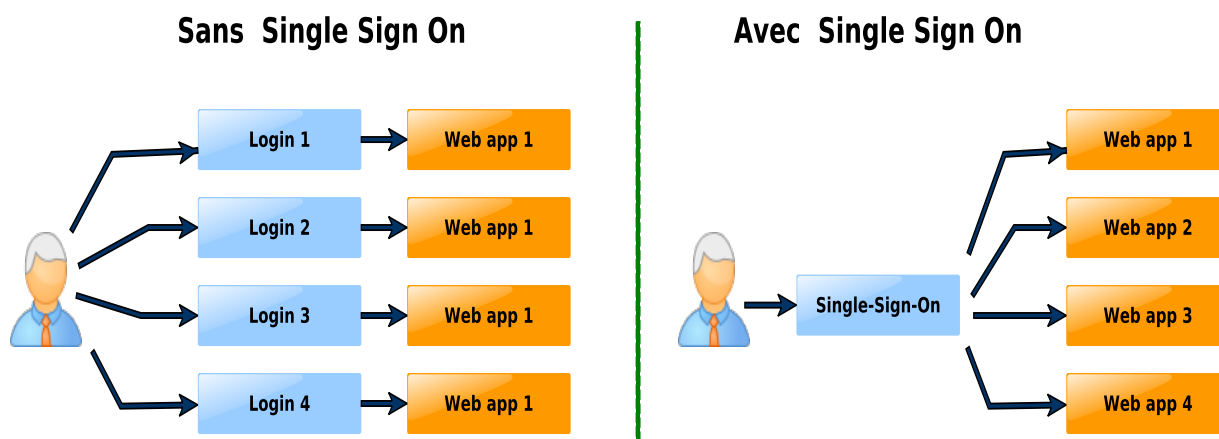 Sans Single Sign On
Login 1
Web app 1
Login 2
Web app 1
Login 3
Web app 1
Login 4
Web app 1
Avec Single Sign On
Single-Sign-On
Web app 1
Web app 2
Web app 3
Web app 4